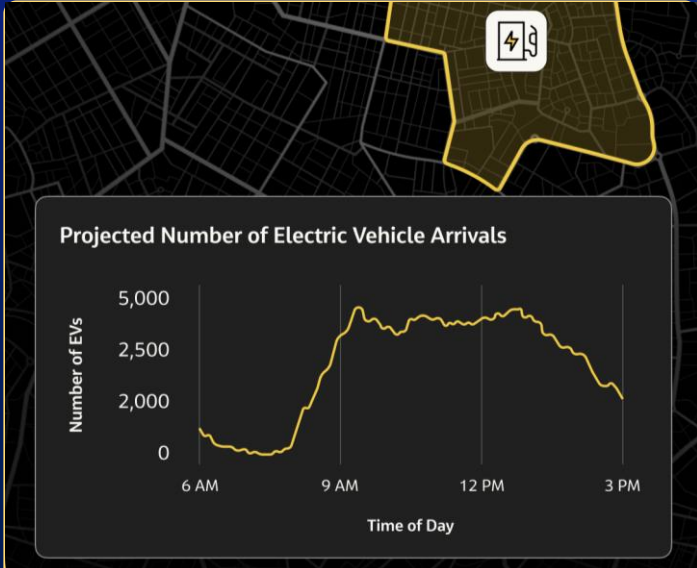 Projected Number of Electric Vehicle Arrivals
Number of EVs
5,000
2,500
2,000
0
6 AM 9 AM 12 PM 3 PM
Time of Day